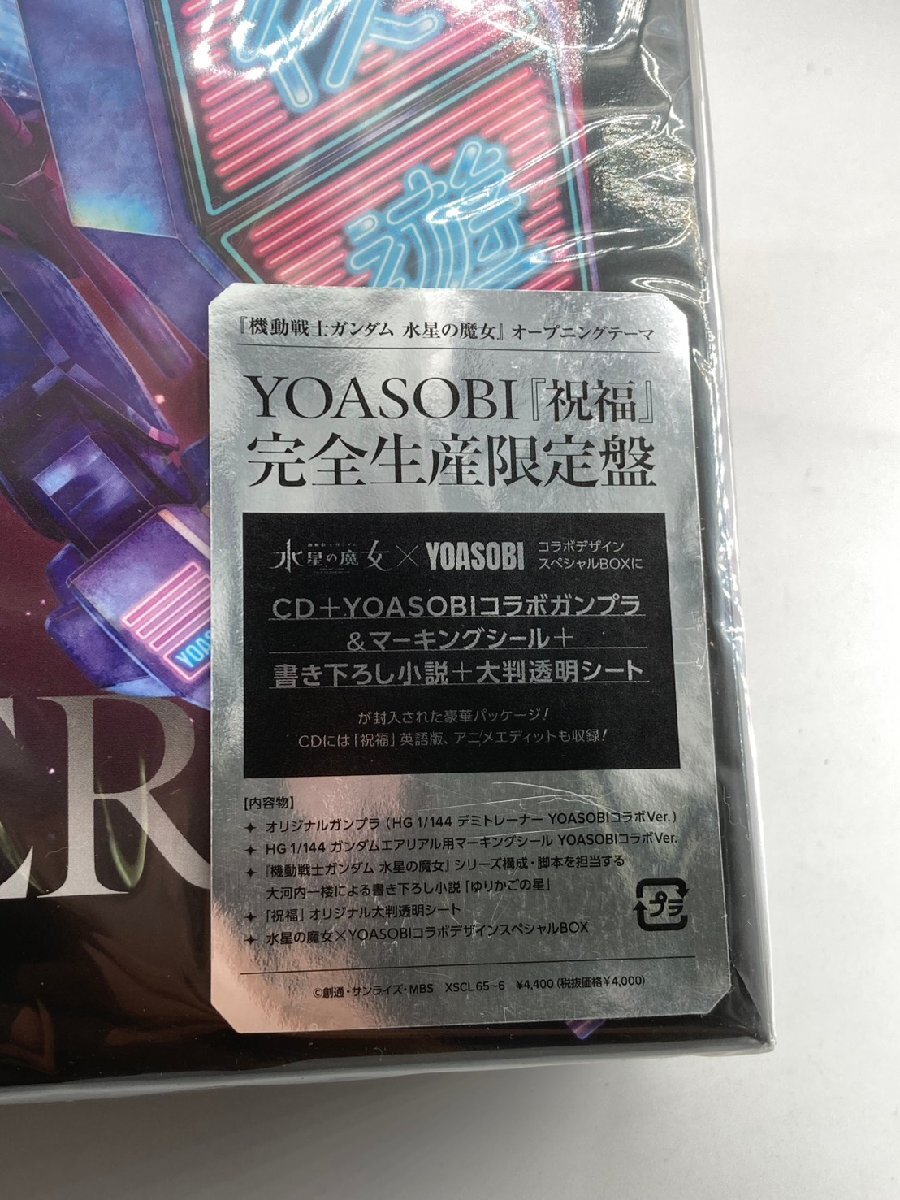 夜
遊
YOASO
ER
『機動戦士ガンダム 水星の魔女』オープニングテーマ
YOASOBI『祝福』
完全生産限定盤
水星の魔女×YOASOBI コラボデザイン
スペシャルBOXに
CD+YOASOBIコラボガンプラ
&マーキングシール+
書き下ろし小説+大判透明シート
が封入された豪華パッケージ!
CDには「祝福」英語版、アニメエディットも収録!
[内容物]
オリジナルガンプラ(HG 1/144 デミトレーナー YOASOBIコラボVer.)
HG 1/144 ガンダムエアリアル用マーキングシール YOASOBIコラボVer.
『機動戦士ガンダム 水星の魔女』シリーズ構成・脚本を担当する
大河内一楼による書き下ろし小説「ゆりかごの星」
「祝福」オリジナル大判透明シート
水星の魔女×YOASOBIコラボデザインスペシャルBOX
プラ
©創通・サンライズ・MBS XSCL 65~6 ¥4,400(税抜価格¥4,000)